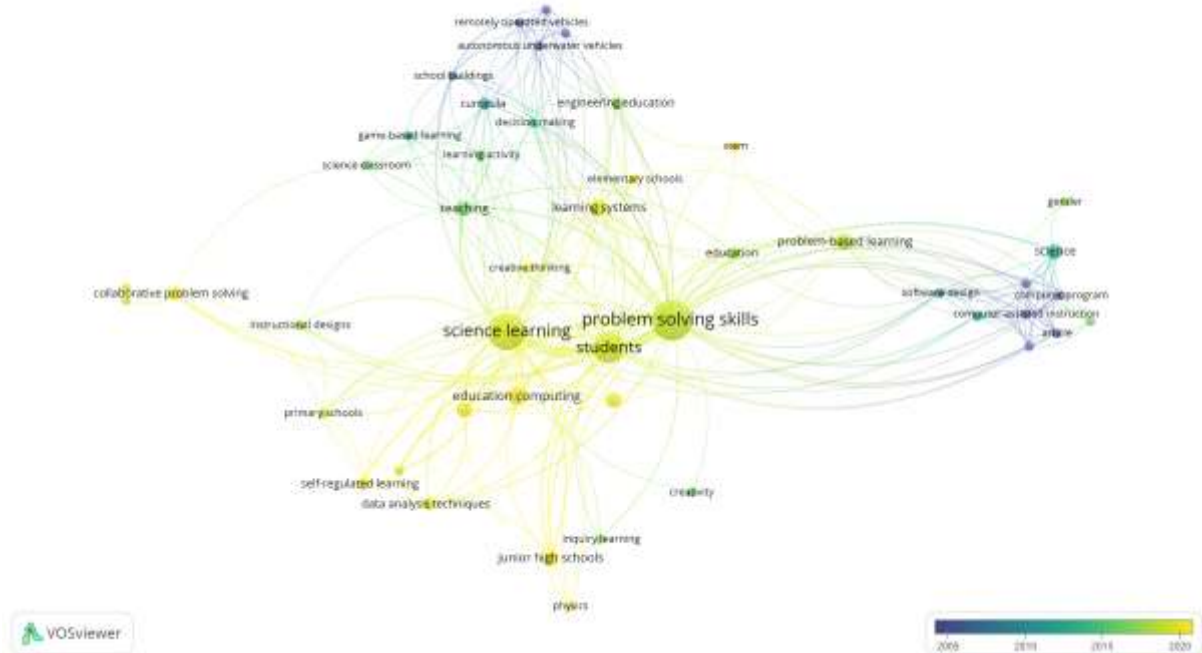 remotely operated vehicles
autonomous underwater vehicles
school buildings
curricula
engineering education
decision making
game-based learning
learning activity
science classroom
stem
elementary schools
teaching
learning systems
gender
education
problem-based learning
science
creative thinking
collaborative problem solving
software design
computer program
computer-assisted instruction
instructional designs
science learning
problem solving skills
article
students
education computing
primary schools
self-regulated learning
creativity
data analysis techniques
inquiry learning
junior high schools
physics
VOSviewer
2005 2010 2015 2020